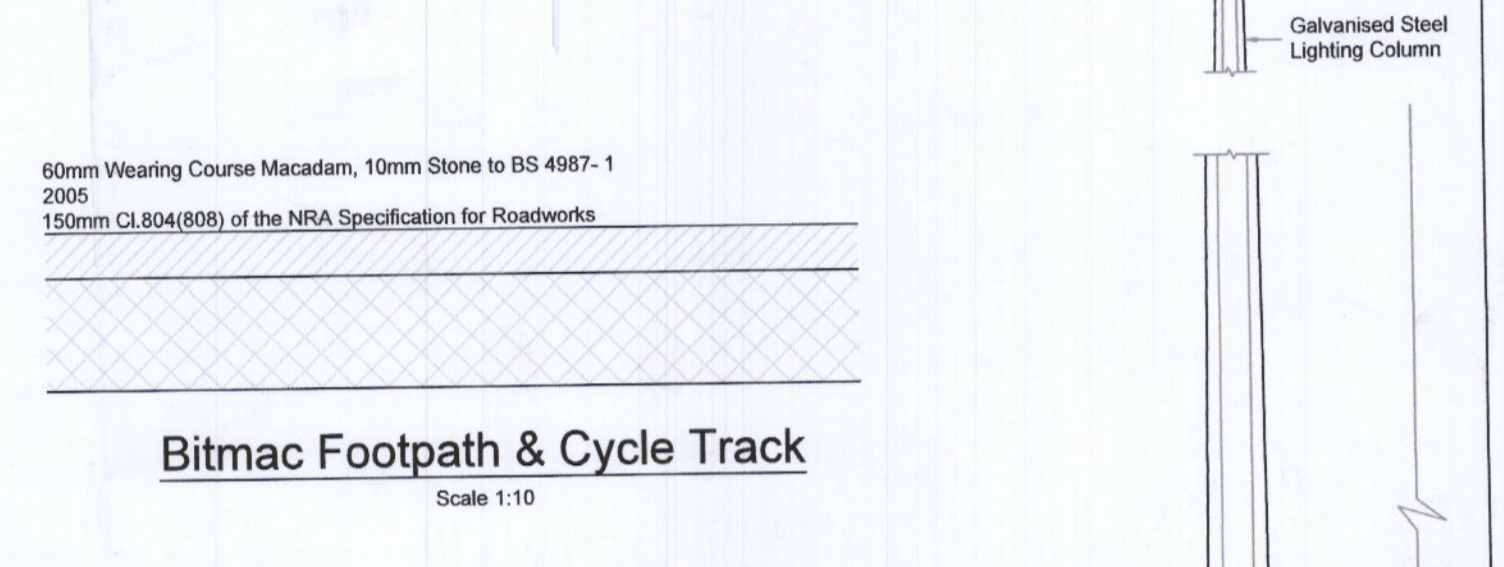 Galvanised Steel
Lighting Column
60mm Wearing Course Macadam, 10mm Stone to BS 4987- 1
2005
150mm Cl.804(808) of the NRA Specification for Roadworks
Bitmac Footpath & Cycle Track
Scale 1:10